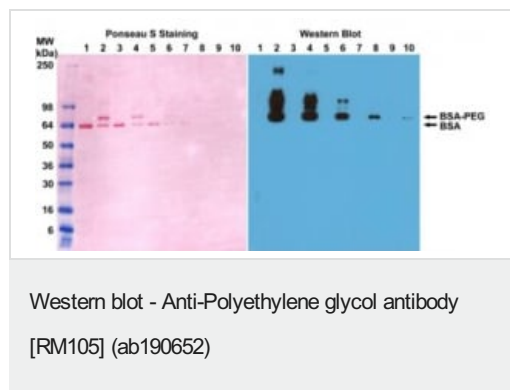 Ponseau S Staining
Western Blot
MW
(kDa)
1 2 3 4 5 6 7 8 9 10
1 2 3 4 5 6 7 8 9 10
250
98
64
50
36
30
16
6
BSA-PEG
BSA
Western blot - Anti-Polyethylene glycol antibody
[RM105] (ab190652)